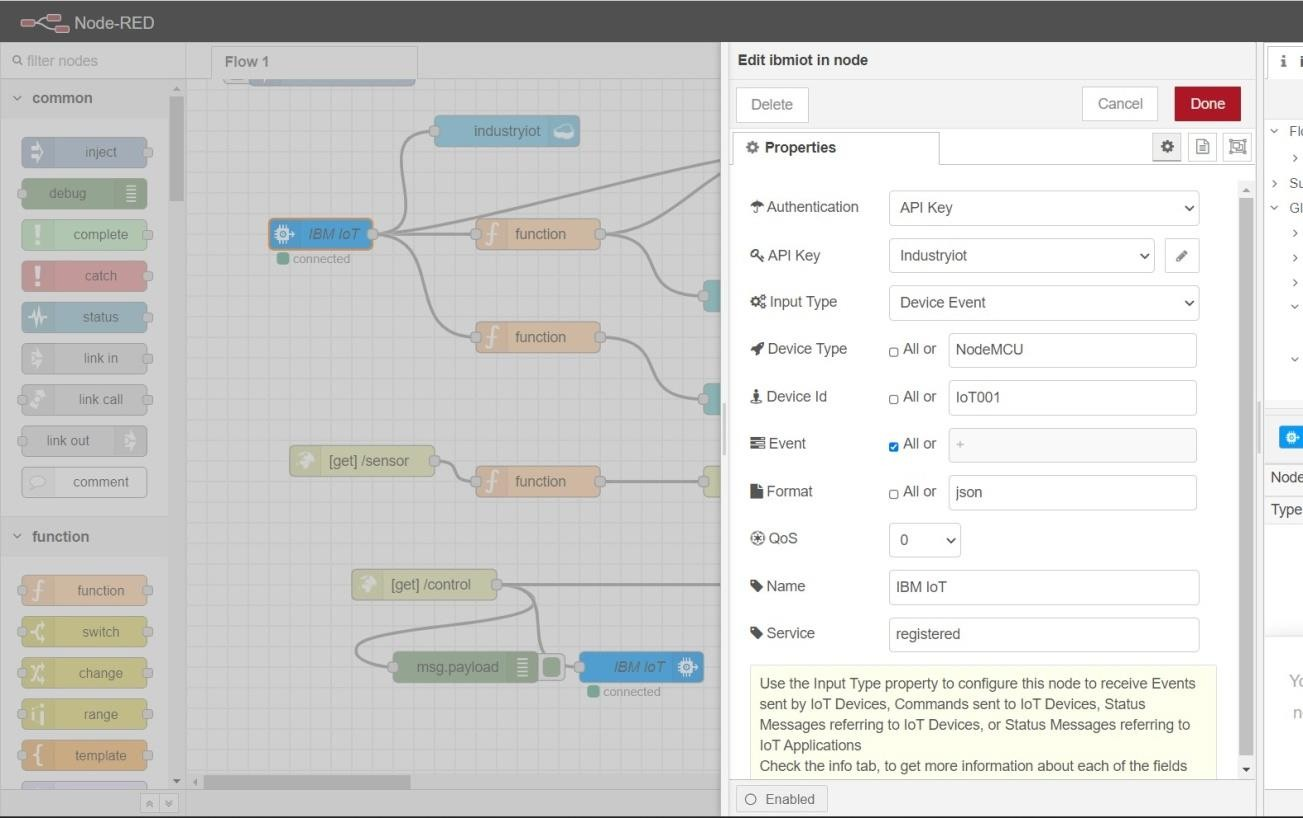 Node-RED
filter nodes
common
inject
debug
complete
catch
status
link in
link call
link out
comment
function
function
switch
change
range
template
Flow 1
industryiot
IBM IoT
connected
function
function
[get] /sensor
function
[get] /control
msg.payload
IBM IoT
connected
Edit ibmiot in node
Delete
Cancel
Done
Properties
Authentication
API Key
API Key
Industryiot
Input Type
Device Event
Device Type
All or
NodeMCU
Device Id
All or
IoT001
Event
All or
+
Format
All or
json
QoS
0
Name
IBM IoT
Service
registered
Use the Input Type property to configure this node to receive Events
sent by IoT Devices, Commands sent to IoT Devices, Status
Messages referring to IoT Devices, or Status Messages referring to
IoT Applications
Check the info tab, to get more information about each of the fields
Enabled
Node
Type